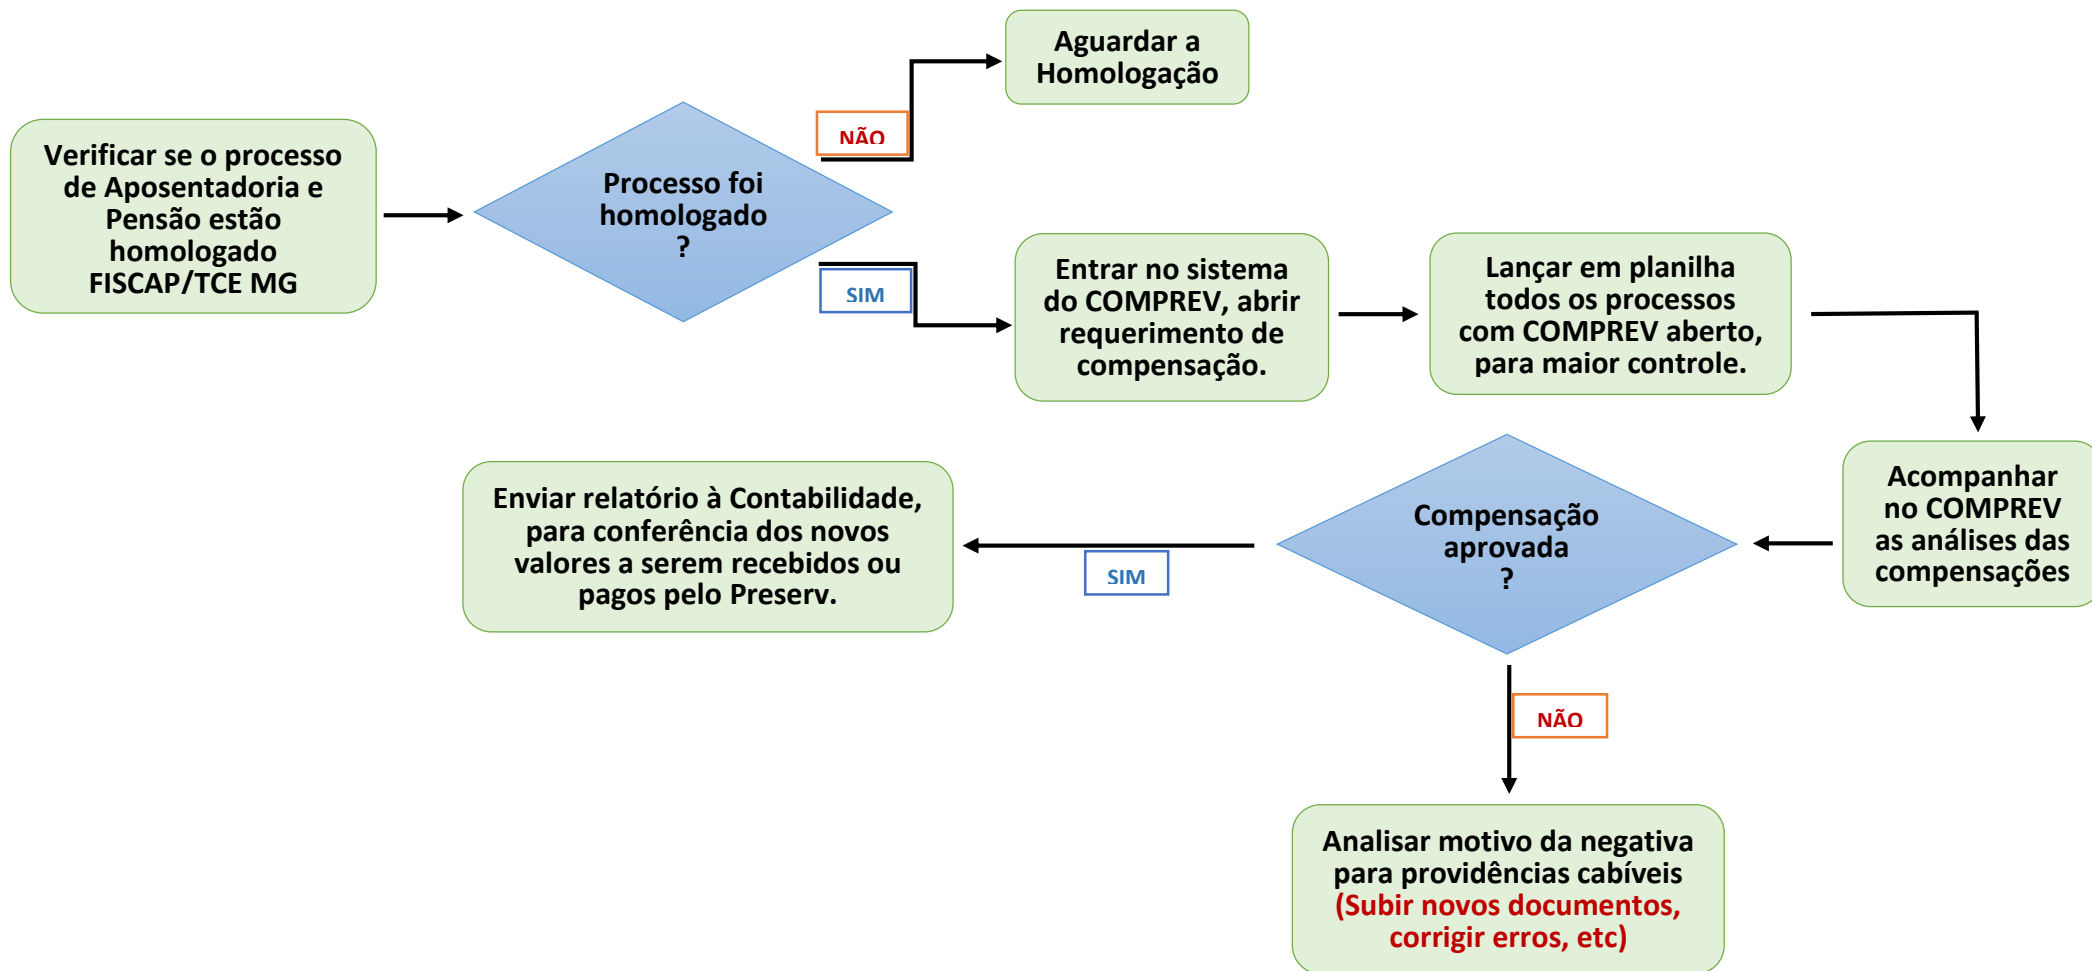 Verificar se o processo
de Aposentadoria e
Pensão estão
homologado
FISCAP/TCE MG
Processo foi
homologado
?
NÃO
Aguardar a
Homologação
SIM
Entrar no sistema
do COMPREV, abrir
requerimento de
compensação.
Lançar em planilha
todos os processos
com COMPREV aberto,
para maior controle.
Acompanhar
no COMPREV
as análises das
compensações
Compensação
aprovada
?
SIM
Enviar relatório à Contabilidade,
para conferência dos novos
valores a serem recebidos ou
pagos pelo Preserv.
NÃO
Analisar motivo da negativa
para providências cabíveis
(Subir novos documentos,
corrigir erros, etc)